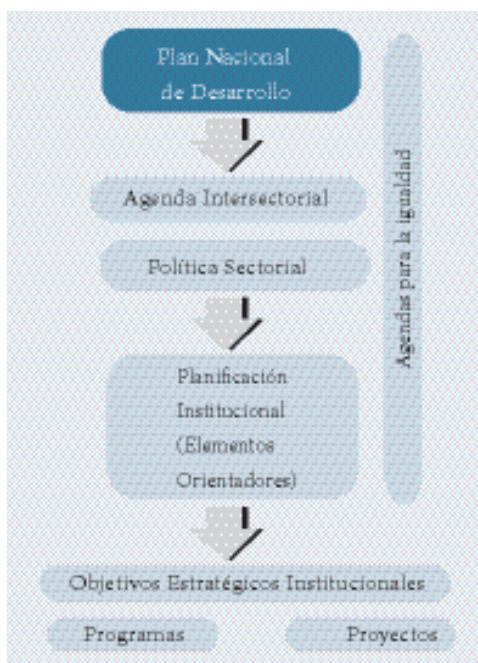 Plan Nacional
de Desarrollo
Agenda Intersectorial
Política Sectorial
Planificación
Institucional
(Elementos
Orientadores)
Agendas para la igualdad
Objetivos Estratégicos Institucionales
Programas
Proyectos